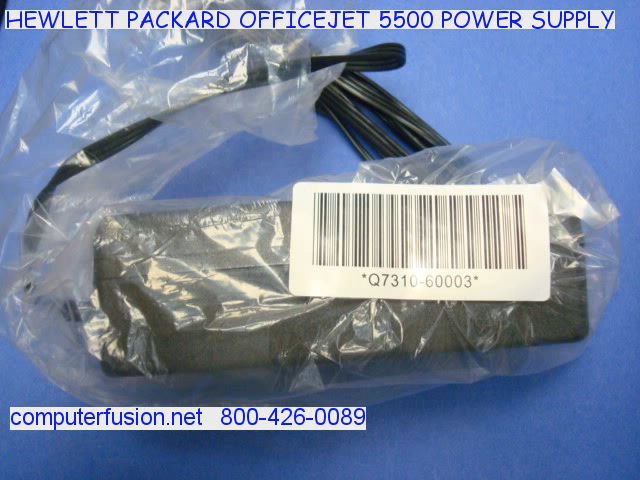 HEWLETT PACKARD OFFICEJET 5500 POWER SUPPLY
*Q7310-60003*
computerfusion.net 800-426-0089